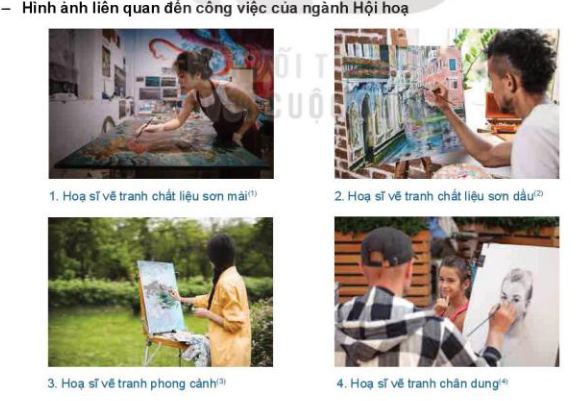 – Hình ảnh liên quan đến công việc của ngành Hội hoạ
1. Hoạ sĩ vẽ tranh chất liệu sơn mài(1)
2. Hoạ sĩ vẽ tranh chất liệu sơn dầu(2)
3. Hoạ sĩ vẽ tranh phong cảnh(3)
4. Hoạ sĩ vẽ tranh chân dung(4)